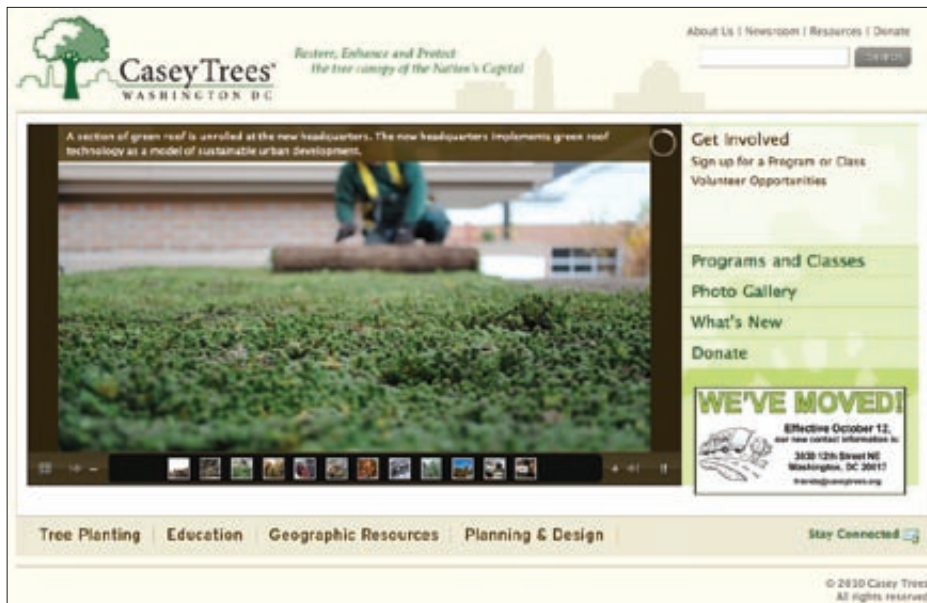 About Us | Newsroom | Resources | Donate
Restore, Enhance and Protect
the tree canopy of the Nation's Capital
Search
CaseyTrees
WASHINGTON DC
A section of green roof is unrolled at the new headquarters. The new headquarters implements green roof
technology as a model of sustainable urban development.
Get Involved
Sign up for a Program or Class
Volunteer Opportunities
Programs and Classes
Photo Gallery
What's New
Donate
WE'VE MOVED!
Effective October 12,
our new contact information is:
3030 12th Street NE
Washington, DC 20017
friends@caseytrees.org
Tree Planting
Education
Geographic Resources
Planning & Design
Stay Connected
© 2010 Casey Trees
All rights reserved